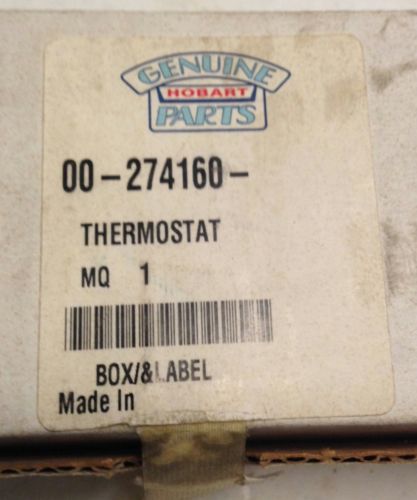 GENUINE
HOBART
PARTS
00-274160-
THERMOSTAT
MQ 1
BOX/&LABEL
Made In